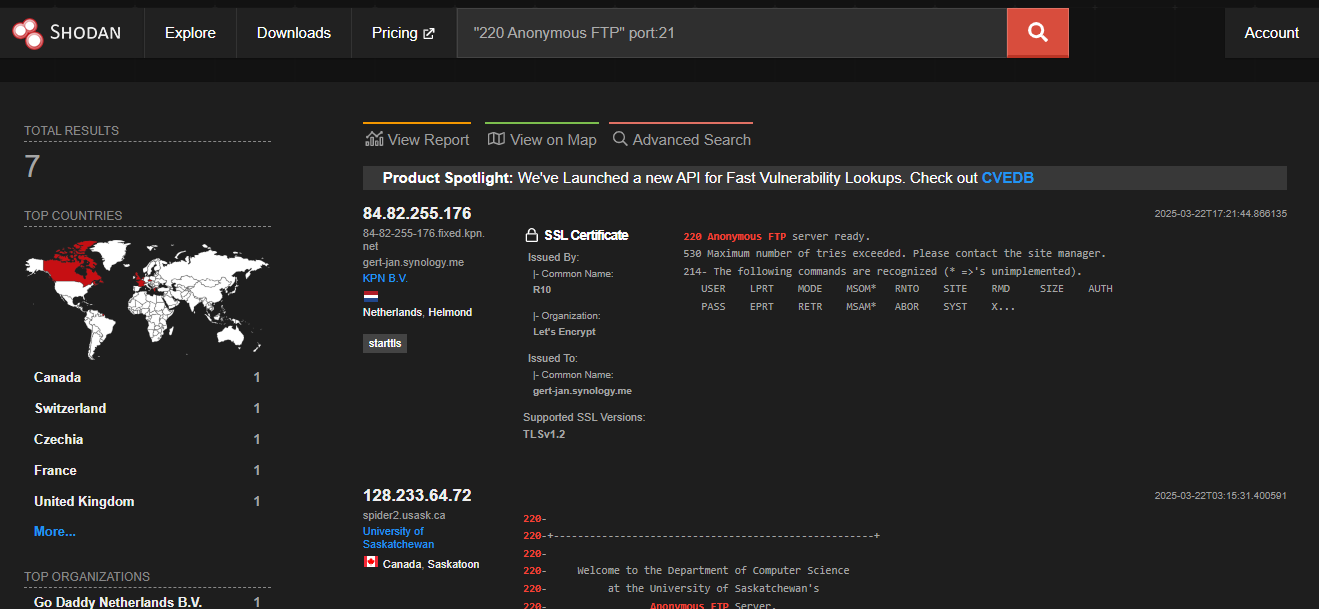 SHODAN Explore Downloads Pricing "220 Anonymous FTP" port:21 Account
TOTAL RESULTS
7
TOP COUNTRIES
Canada 1
Switzerland 1
Czechia 1
France 1
United Kingdom 1
More...
TOP ORGANIZATIONS
Go Daddy Netherlands B.V. 1
View Report View on Map Advanced Search
Product Spotlight: We've Launched a new API for Fast Vulnerability Lookups. Check out CVEDB
84.82.255.176
84-82-255-176.fixed.kpn.
net
gert-jan.synology.me
KPN B.V.
Netherlands, Helmond
starttls
SSL Certificate
Issued By:
|- Common Name:
R10
|- Organization:
Let's Encrypt
Issued To:
|- Common Name:
gert-jan.synology.me
Supported SSL Versions:
TLSv1.2
2025-03-22T17:21:44.866135
220 Anonymous FTP server ready.
530 Maximum number of tries exceeded. Please contact the site manager.
214- The following commands are recognized (* =>'s unimplemented).
USER LPRT MODE MSOM* RNTO SITE RMD SIZE AUTH
PASS EPRT RETR MSAM* ABOR SYST X...
128.233.64.72
spider2.usask.ca
University of
Saskatchewan
Canada, Saskatoon
2025-03-22T03:15:31.400591
220-
220-+-----------------------------------------------------+
220-
220- Welcome to the Department of Computer Science
220- at the University of Saskatchewan's
220- Anonymous FTP Server.